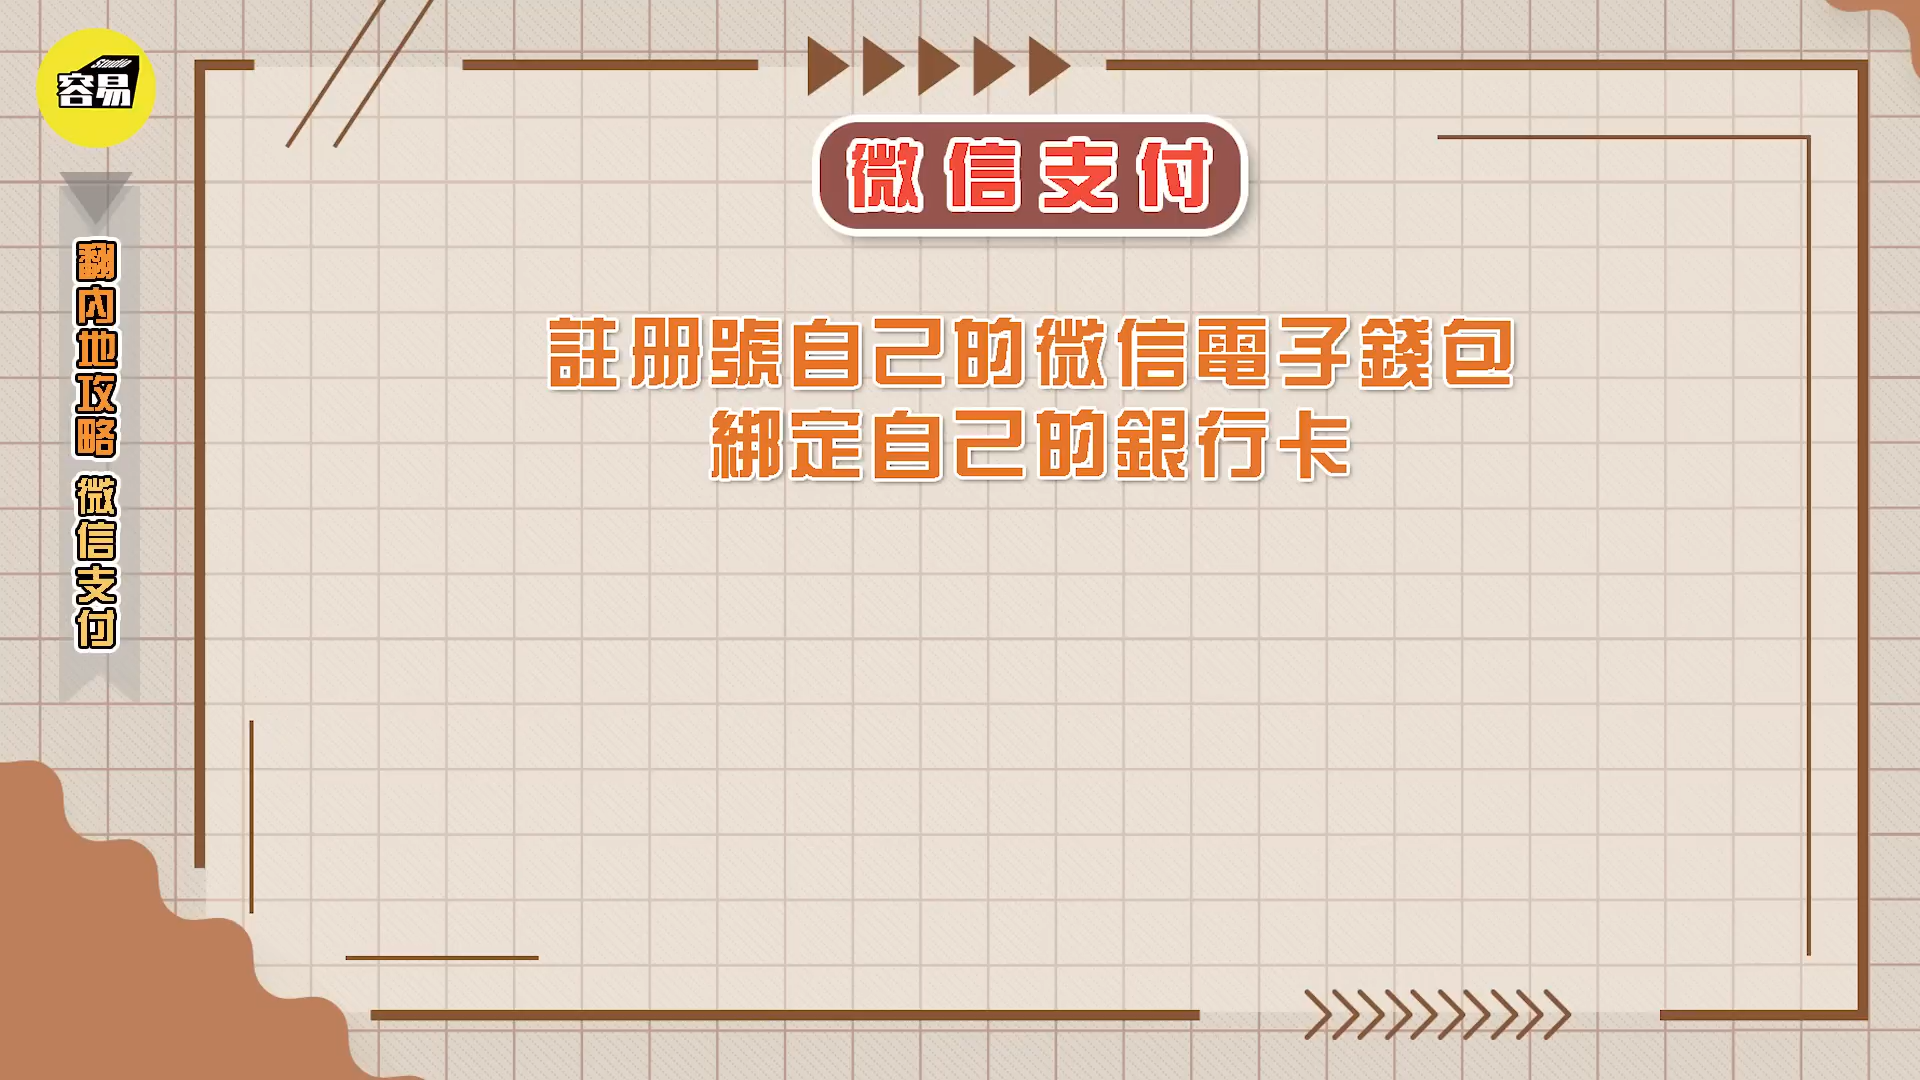 Studio
容易
翻內地攻略 微信支付
微信支付
註冊號自己的微信電子錢包
綁定自己的銀行卡